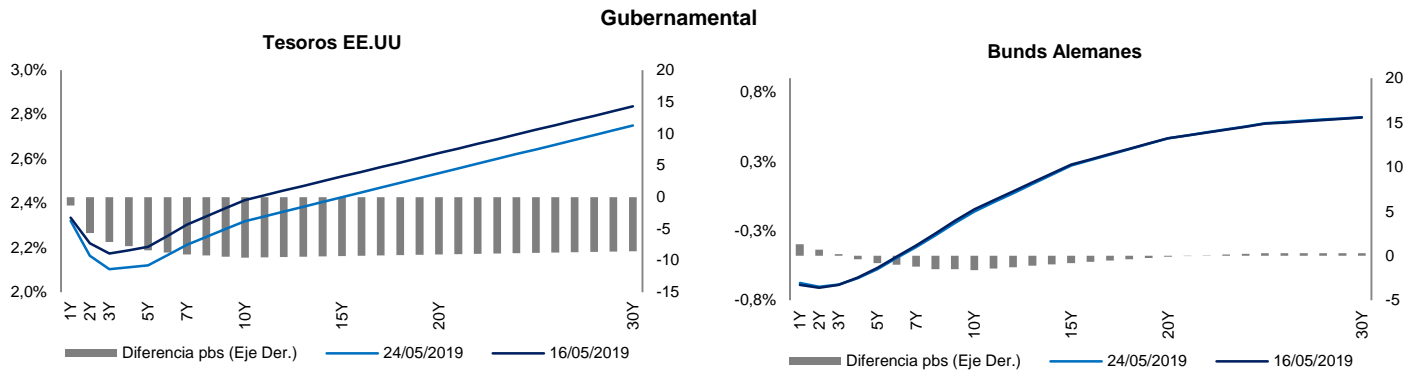 Gubernamental
Tesoros EE.UU
3,0%
2,8%
2,6%
2,4%
2,2%
2,0%
20
15
10
5
0
-5
-10
-15
1Y
2Y
3Y
5Y
7Y
10Y
15Y
20Y
30Y
Diferencia pbs (Eje Der.)
24/05/2019
16/05/2019
Bunds Alemanes
0,8%
0,3%
-0,3%
-0,8%
20
15
10
5
0
-5
1Y
2Y
3Y
5Y
7Y
10Y
15Y
20Y
30Y
Diferencia pbs (Eje Der.)
24/05/2019
16/05/2019